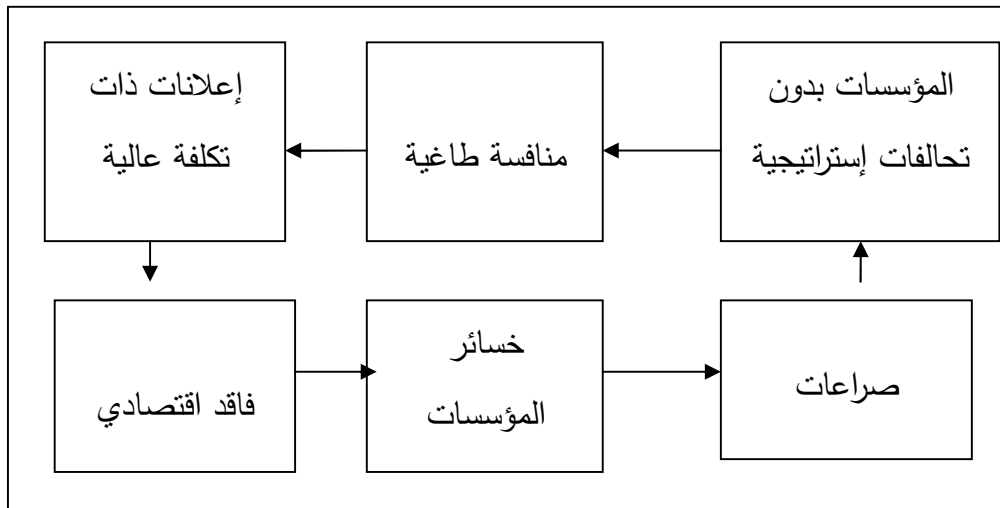 المؤسسات بدون
تحالفات إستراتيجية
منافسة طاغية
إعلانات ذات
تكلفة عالية
فاقد اقتصادي
خسائر
المؤسسات
صراعات